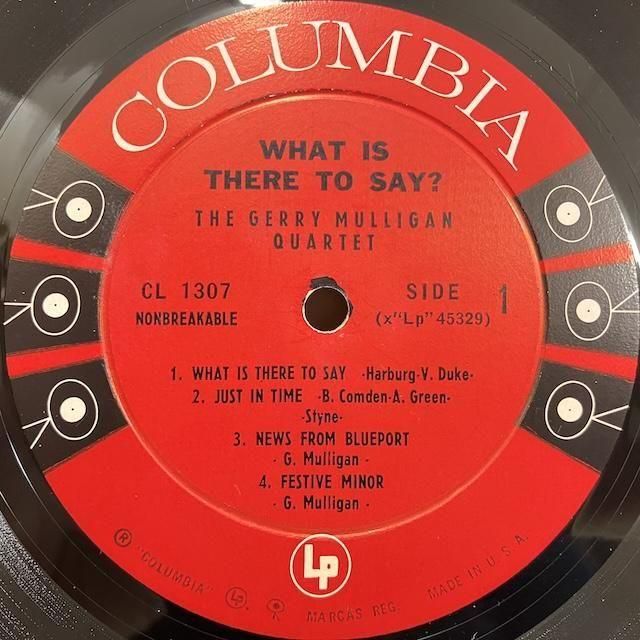 COLUMBIA
WHAT IS
THERE TO SAY?
THE GERRY MULLIGAN
QUARTET
CL 1307
NONBREAKABLE
SIDE 1
(x"Lp" 45329)
1. WHAT IS THERE TO SAY -Harburg-V. Duke-
2. JUST IN TIME -B. Comden-A. Green-
-Styne-
3. NEWS FROM BLUEPORT
- G. Mulligan -
4. FESTIVE MINOR
- G. Mulligan -
Lp
® "COLUMBIA" Lp MARCAS REG. MADE IN U.S.A.